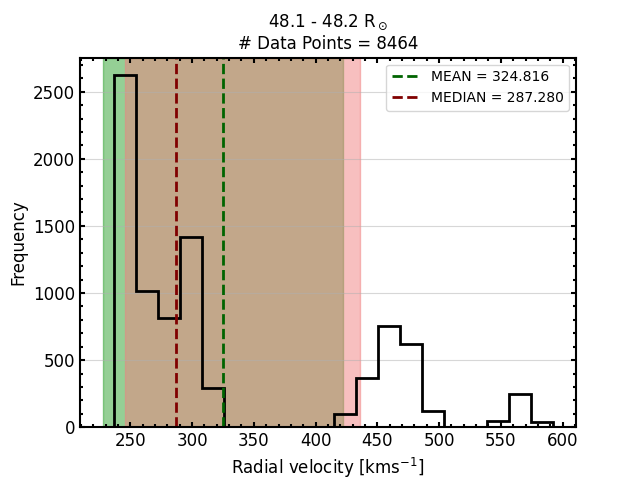 48.1 - 48.2 R⊙
# Data Points = 8464
MEAN = 324.816
MEDIAN = 287.280
Frequency
2500
2000
1500
1000
500
0
250 300 350 400 450 500 550 600
Radial velocity [kms⁻¹]